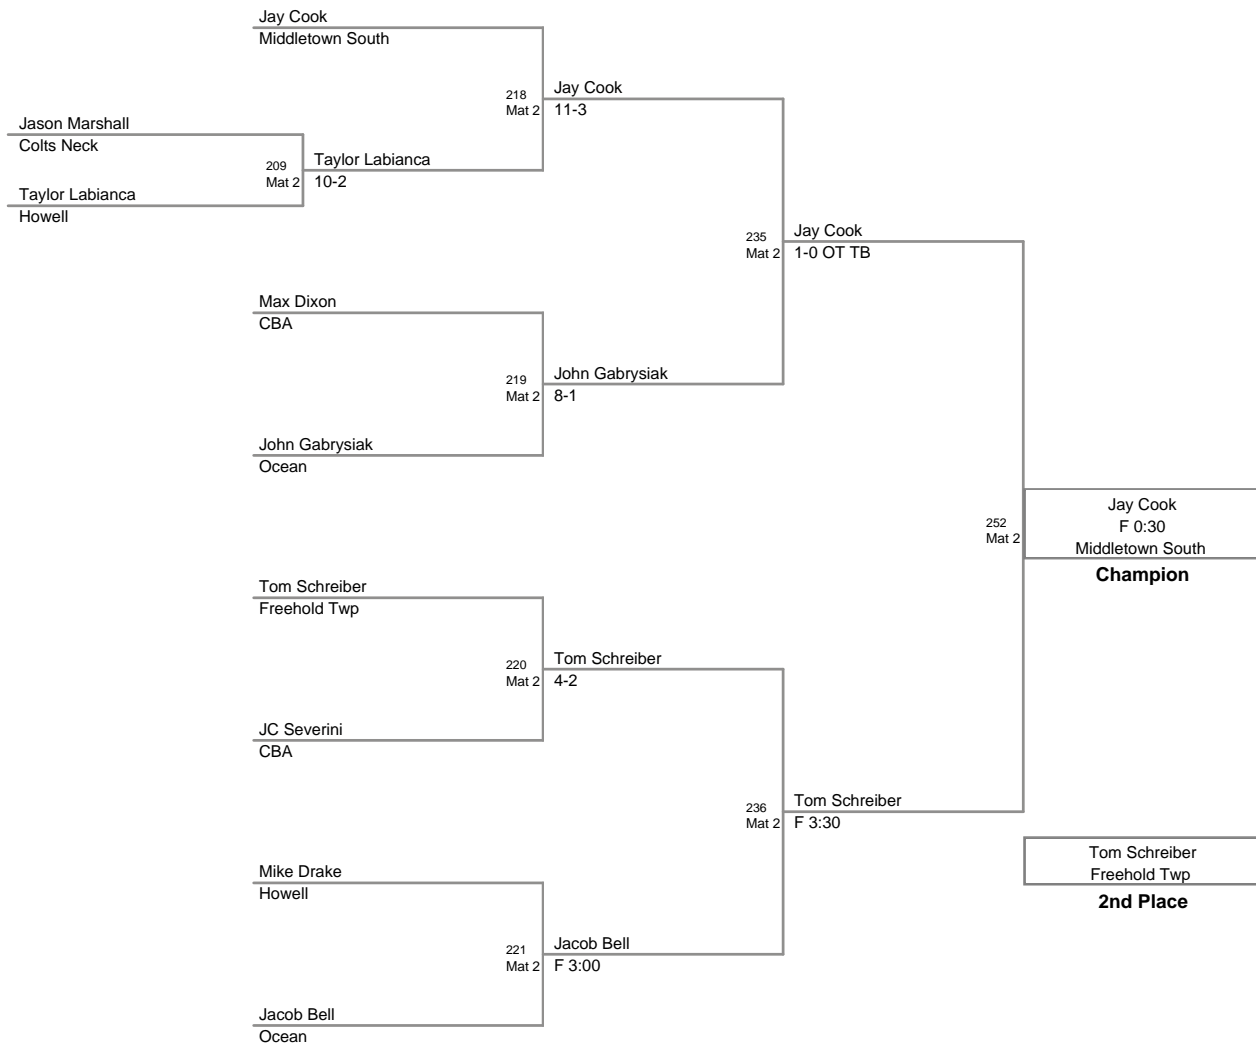 Jay Cook
Middletown South
218
Mat 2
Jay Cook
11-3
Jason Marshall
Colts Neck
209
Mat 2
Taylor Labianca
10-2
Taylor Labianca
Howell
235
Mat 2
Jay Cook
1-0 OT TB
Max Dixon
CBA
219
Mat 2
John Gabrysiak
8-1
John Gabrysiak
Ocean
252
Mat 2
Jay Cook
F 0:30
Middletown South
Champion
Tom Schreiber
Freehold Twp
220
Mat 2
Tom Schreiber
4-2
JC Severini
CBA
236
Mat 2
Tom Schreiber
F 3:30
Tom Schreiber
Freehold Twp
2nd Place
Mike Drake
Howell
221
Mat 2
Jacob Bell
F 3:00
Jacob Bell
Ocean